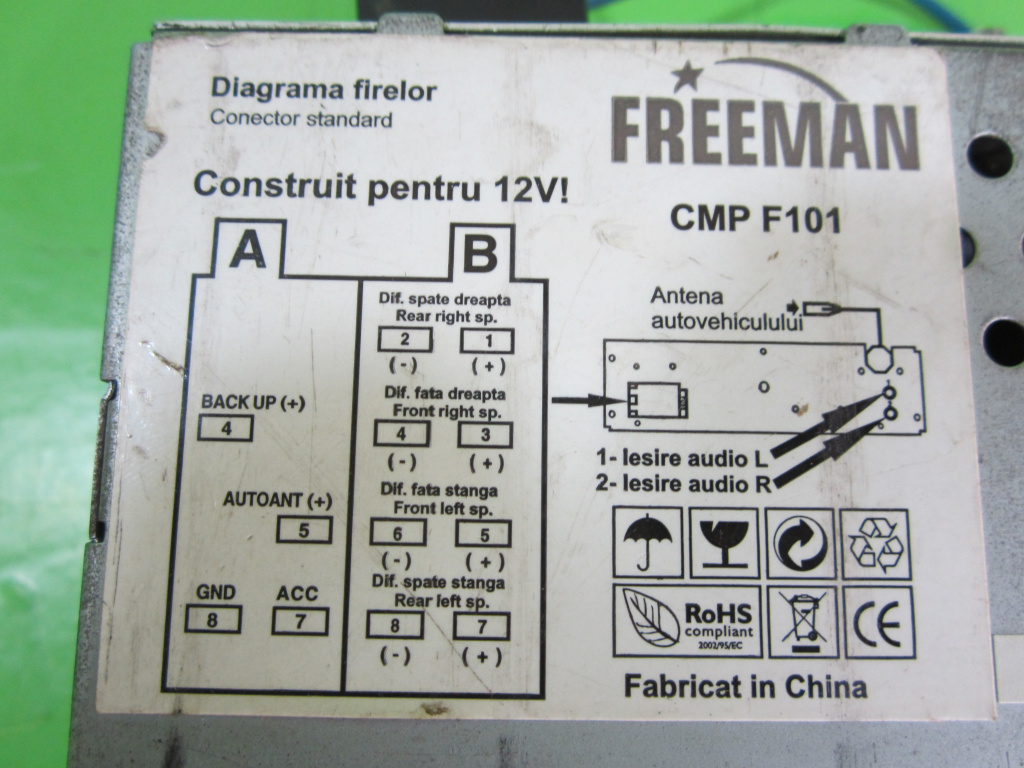 Diagrama firelor
Conector standard
FREEMAN
Construit pentru 12V!
CMP F101
A
B
Dif. spate dreapta
Rear right sp.
2 1
(-) (+)
Dif. fata dreapta
Front right sp.
4 3
(-) (+)
Dif. fata stanga
Front left sp.
6 5
(-) (+)
Dif. spate stanga
Rear left sp.
8 7
(-) (+)
BACK UP (+)
4
AUTOANT (+)
5
GND ACC
8 7
Antena
autovehiculului
1- Iesire audio L
2- Iesire audio R
RoHS
compliant
2002/95/EC
CE
Fabricat in China